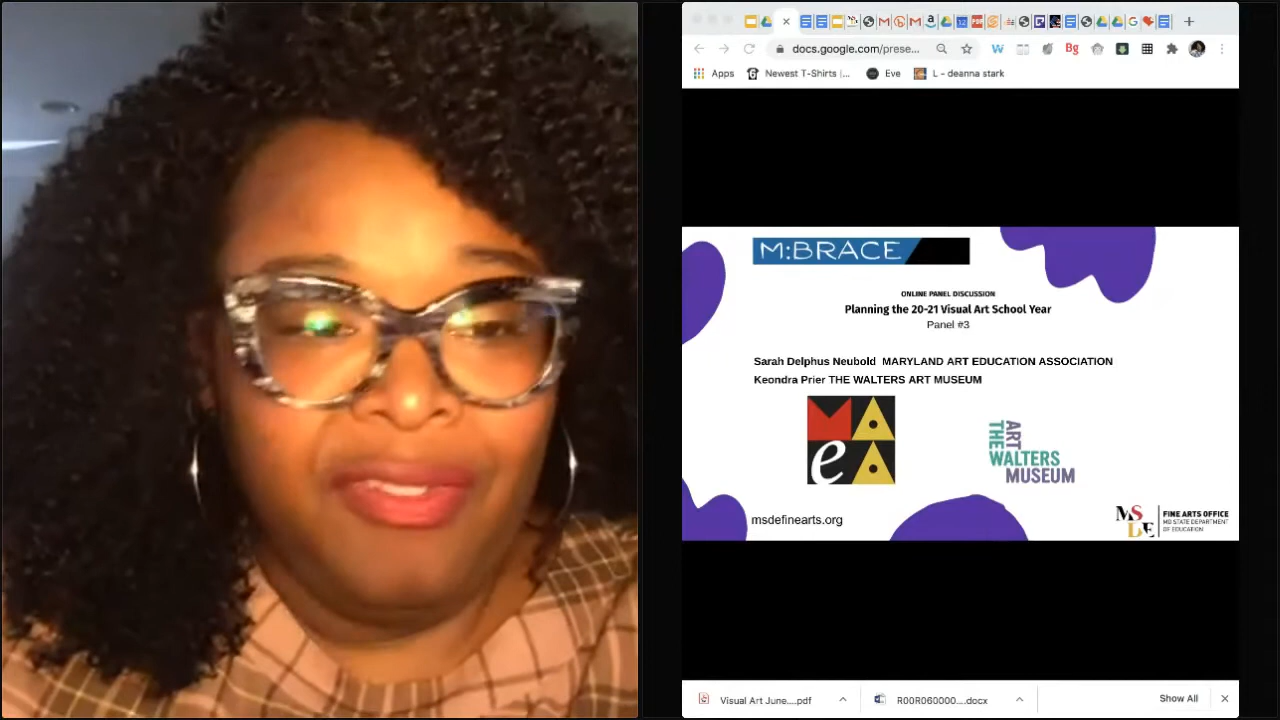 docs.google.com/prese...
W
Bg
Apps
Newest T-Shirts |...
Eve
L - deanna stark
M:BRACE
ONLINE PANEL DISCUSSION
Planning the 20-21 Visual Art School Year
Panel #3
Sarah Delphus Neubold MARYLAND ART EDUCATION ASSOCIATION
Keondra Prier THE WALTERS ART MUSEUM
MAeA
THE WALTERS ART MUSEUM
msdefinearts.org
MSDE
FINE ARTS OFFICE
MD STATE DEPARTMENT
OF EDUCATION
Visual Art June....pdf
R00R060000....docx
Show All